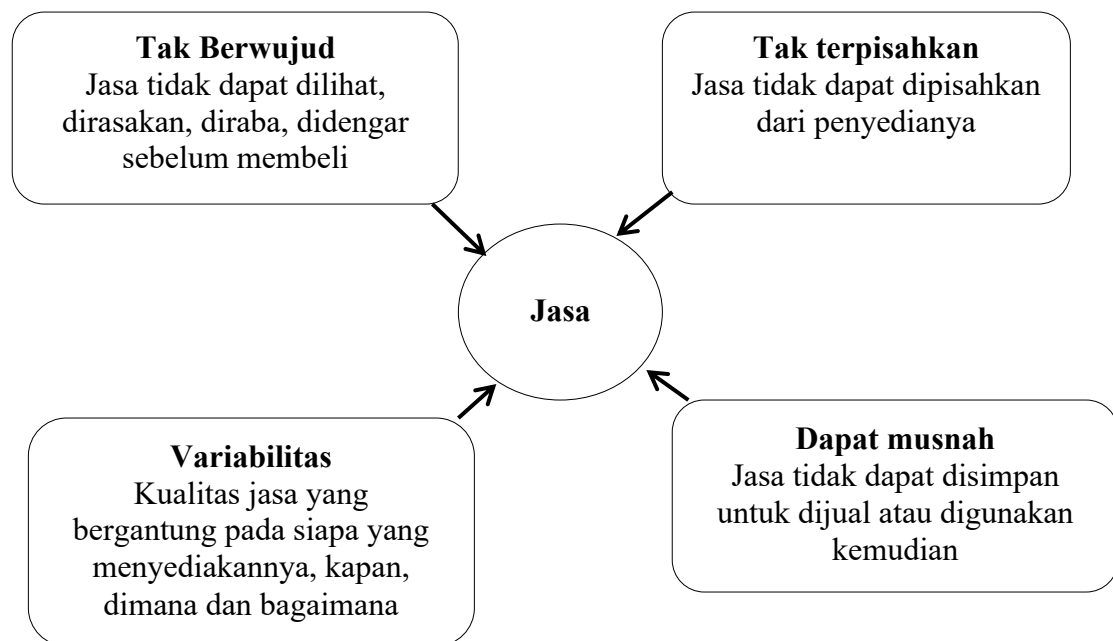 Tak Berwujud
Jasa tidak dapat dilihat,
dirasakan, diraba, didengar
sebelum membeli
Tak terpisahkan
Jasa tidak dapat dipisahkan
dari penyedianya
Jasa
Variabilitas
Kualitas jasa yang
bergantung pada siapa yang
menyediakannya, kapan,
dimana dan bagaimana
Dapat musnah
Jasa tidak dapat disimpan
untuk dijual atau digunakan
kemudian